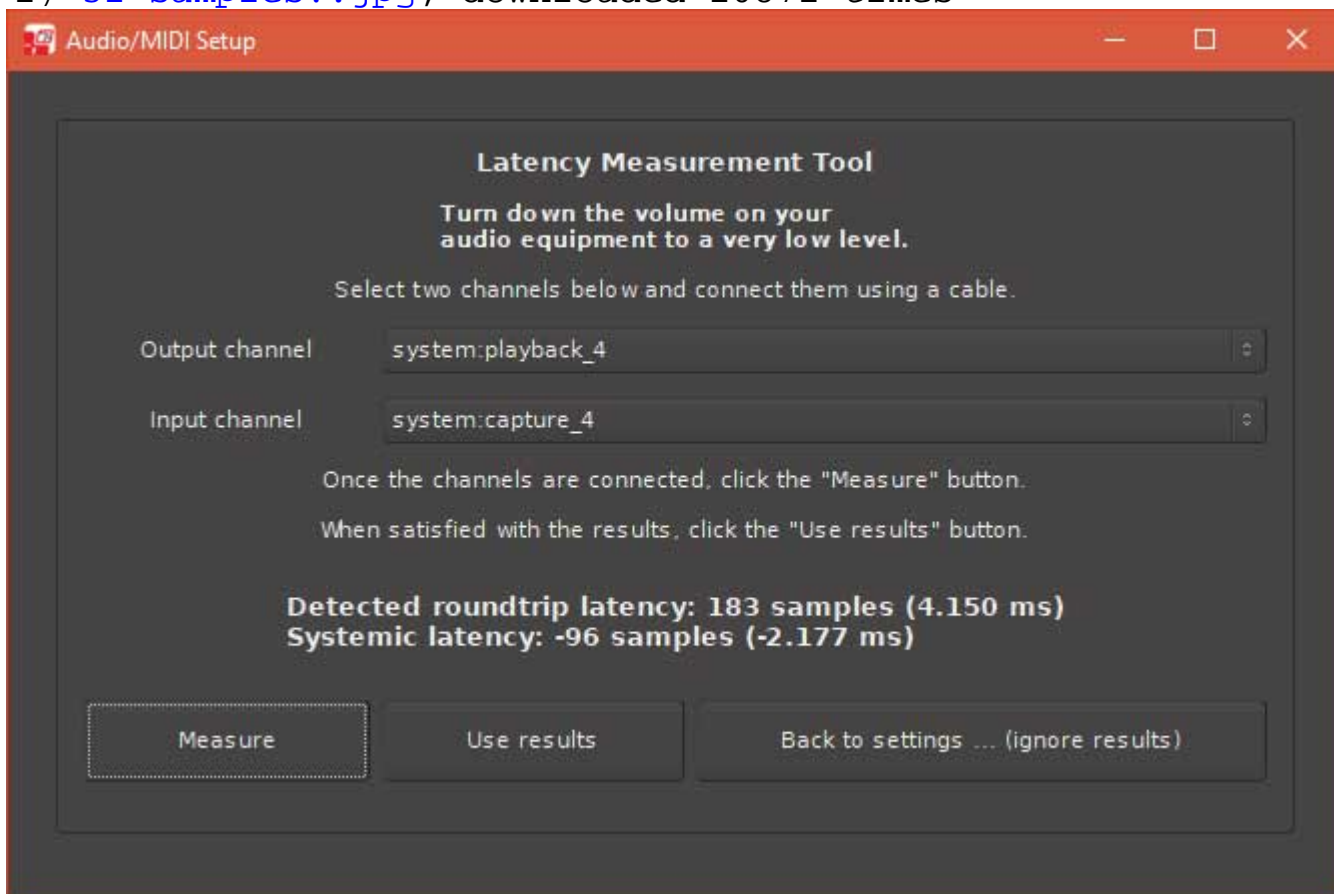 Audio/MIDI Setup
Latency Measurement Tool
Turn down the volume on your
audio equipment to a very low level.
Select two channels below and connect them using a cable.
Output channel system:playback_4
Input channel system:capture_4
Once the channels are connected, click the "Measure" button.
When satisfied with the results, click the "Use results" button.
Detected roundtrip latency: 183 samples (4.150 ms)
Systemic latency: -96 samples (-2.177 ms)
Measure Use results Back to settings ... (ignore results)